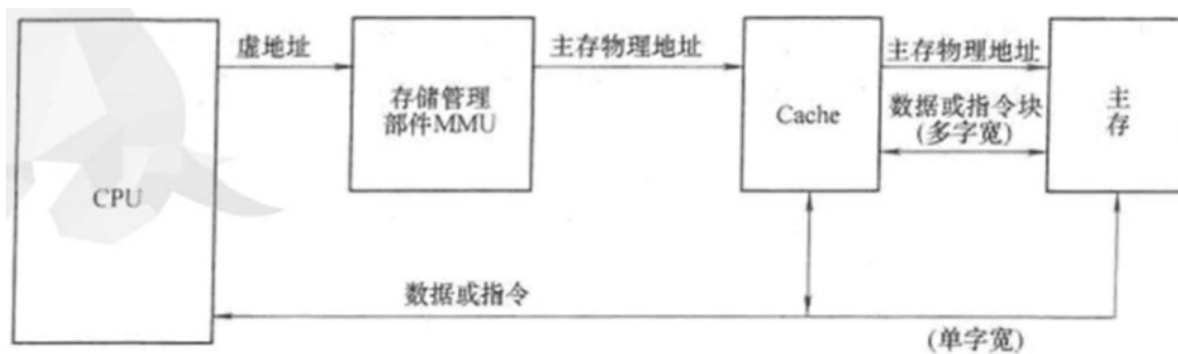 虚地址
主存物理地址
主存物理地址
存储管理
部件MMU
Cache
数据或指令块
(多字宽)
主
存
CPU
数据或指令
(单字宽)